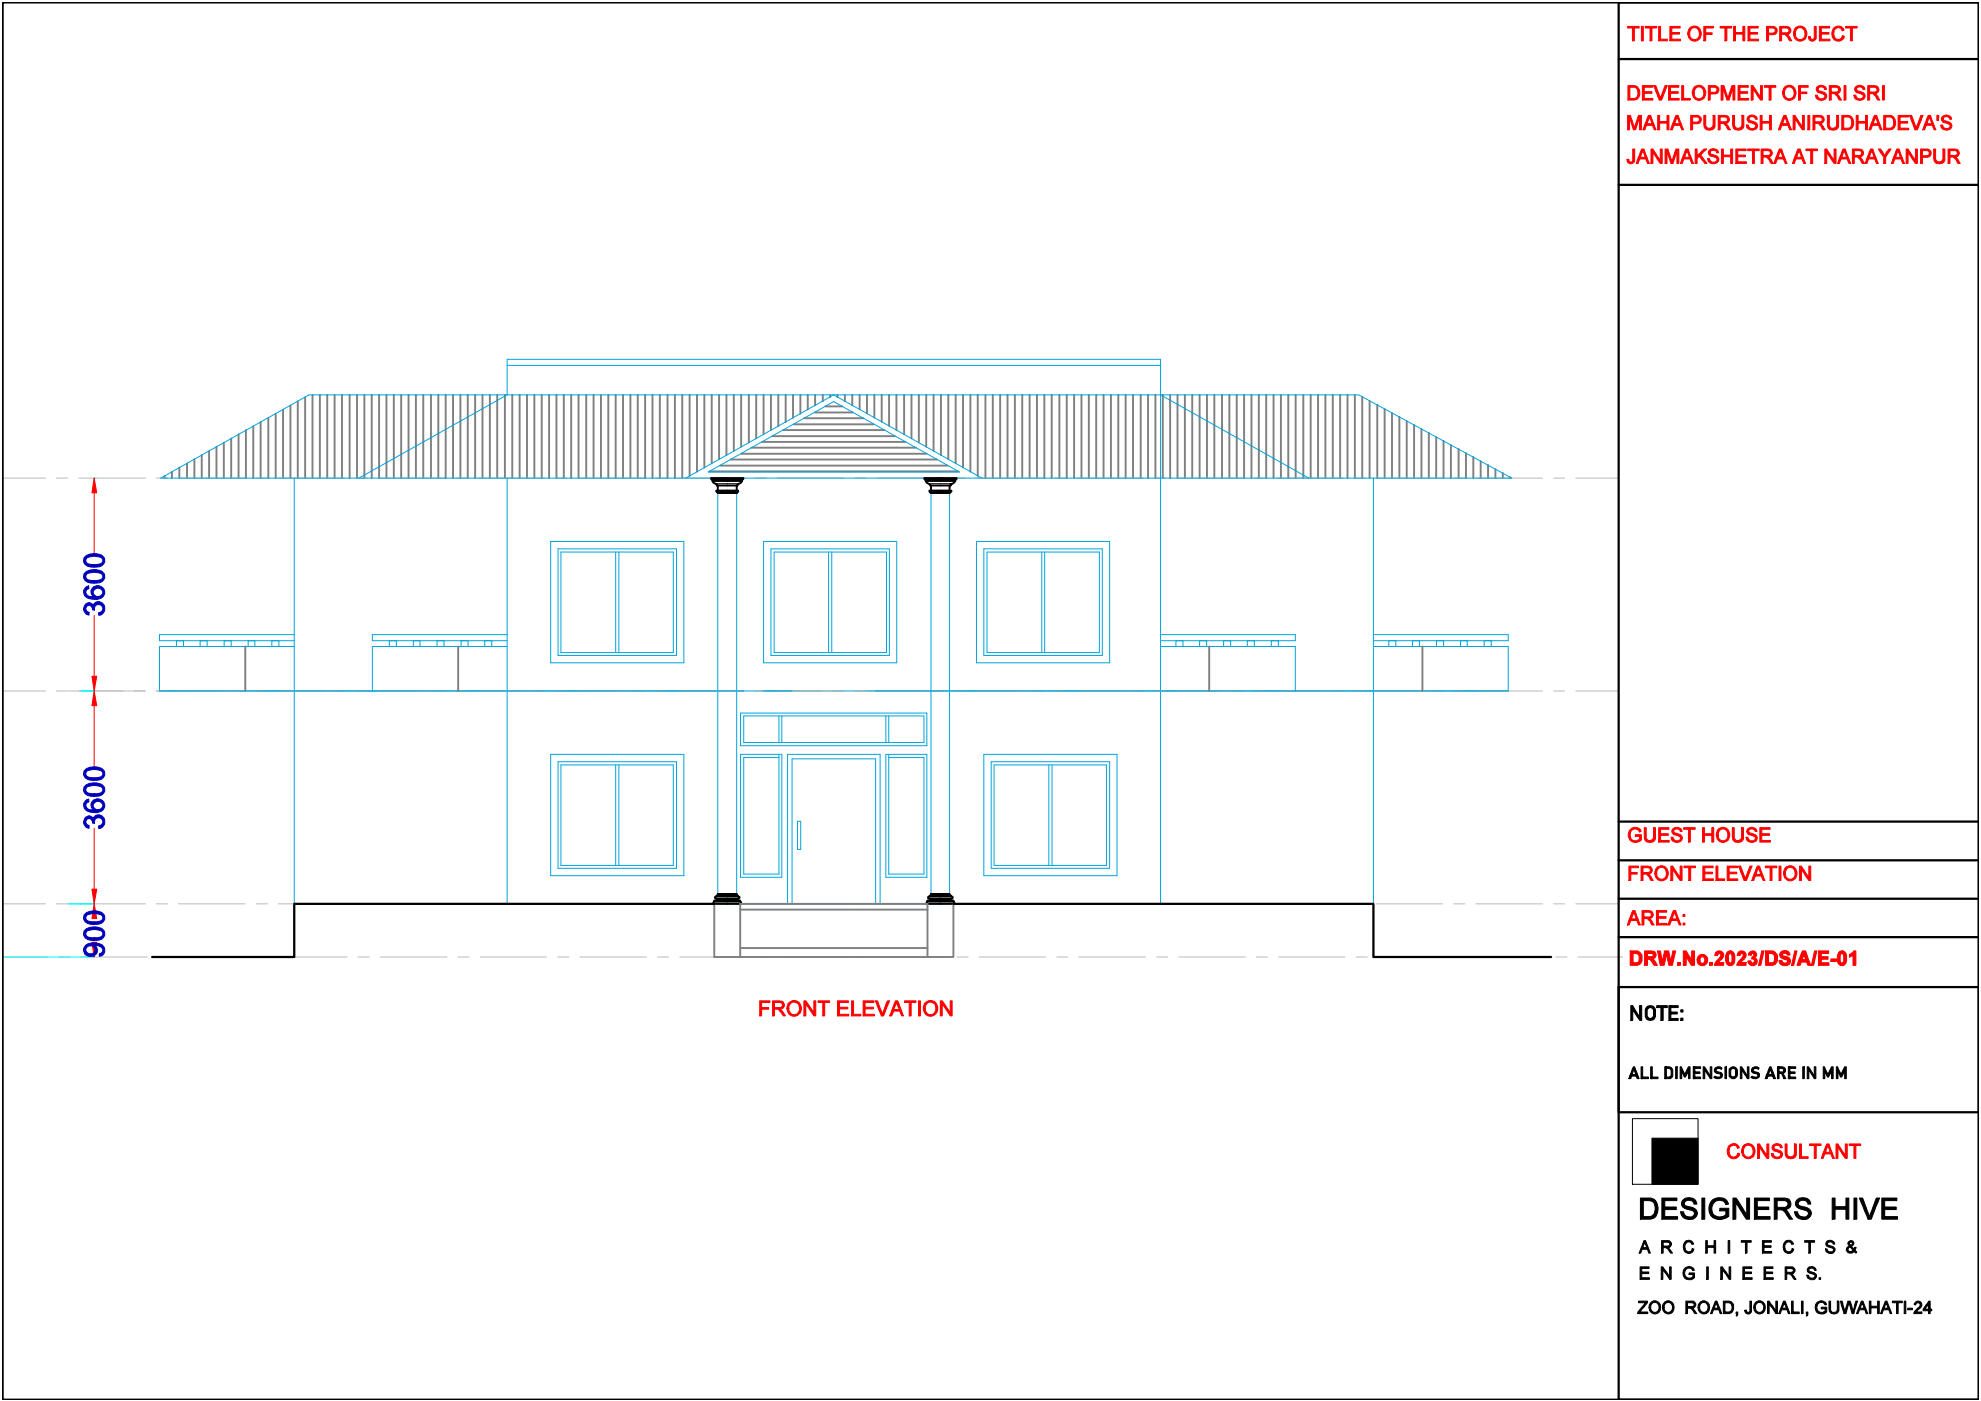 TITLE OF THE PROJECT
DEVELOPMENT OF SRI SRI
MAHA PURUSH ANIRUDHADEVA'S
JANMAKSHETRA AT NARAYANPUR
3600
3600
900
FRONT ELEVATION
GUEST HOUSE
FRONT ELEVATION
AREA:
DRW.No.2023/DS/A/E-01
NOTE:
ALL DIMENSIONS ARE IN MM
CONSULTANT
DESIGNERS HIVE
ARCHITECTS&
ENGINEERS.
ZOO ROAD, JONALI, GUWAHATI-24